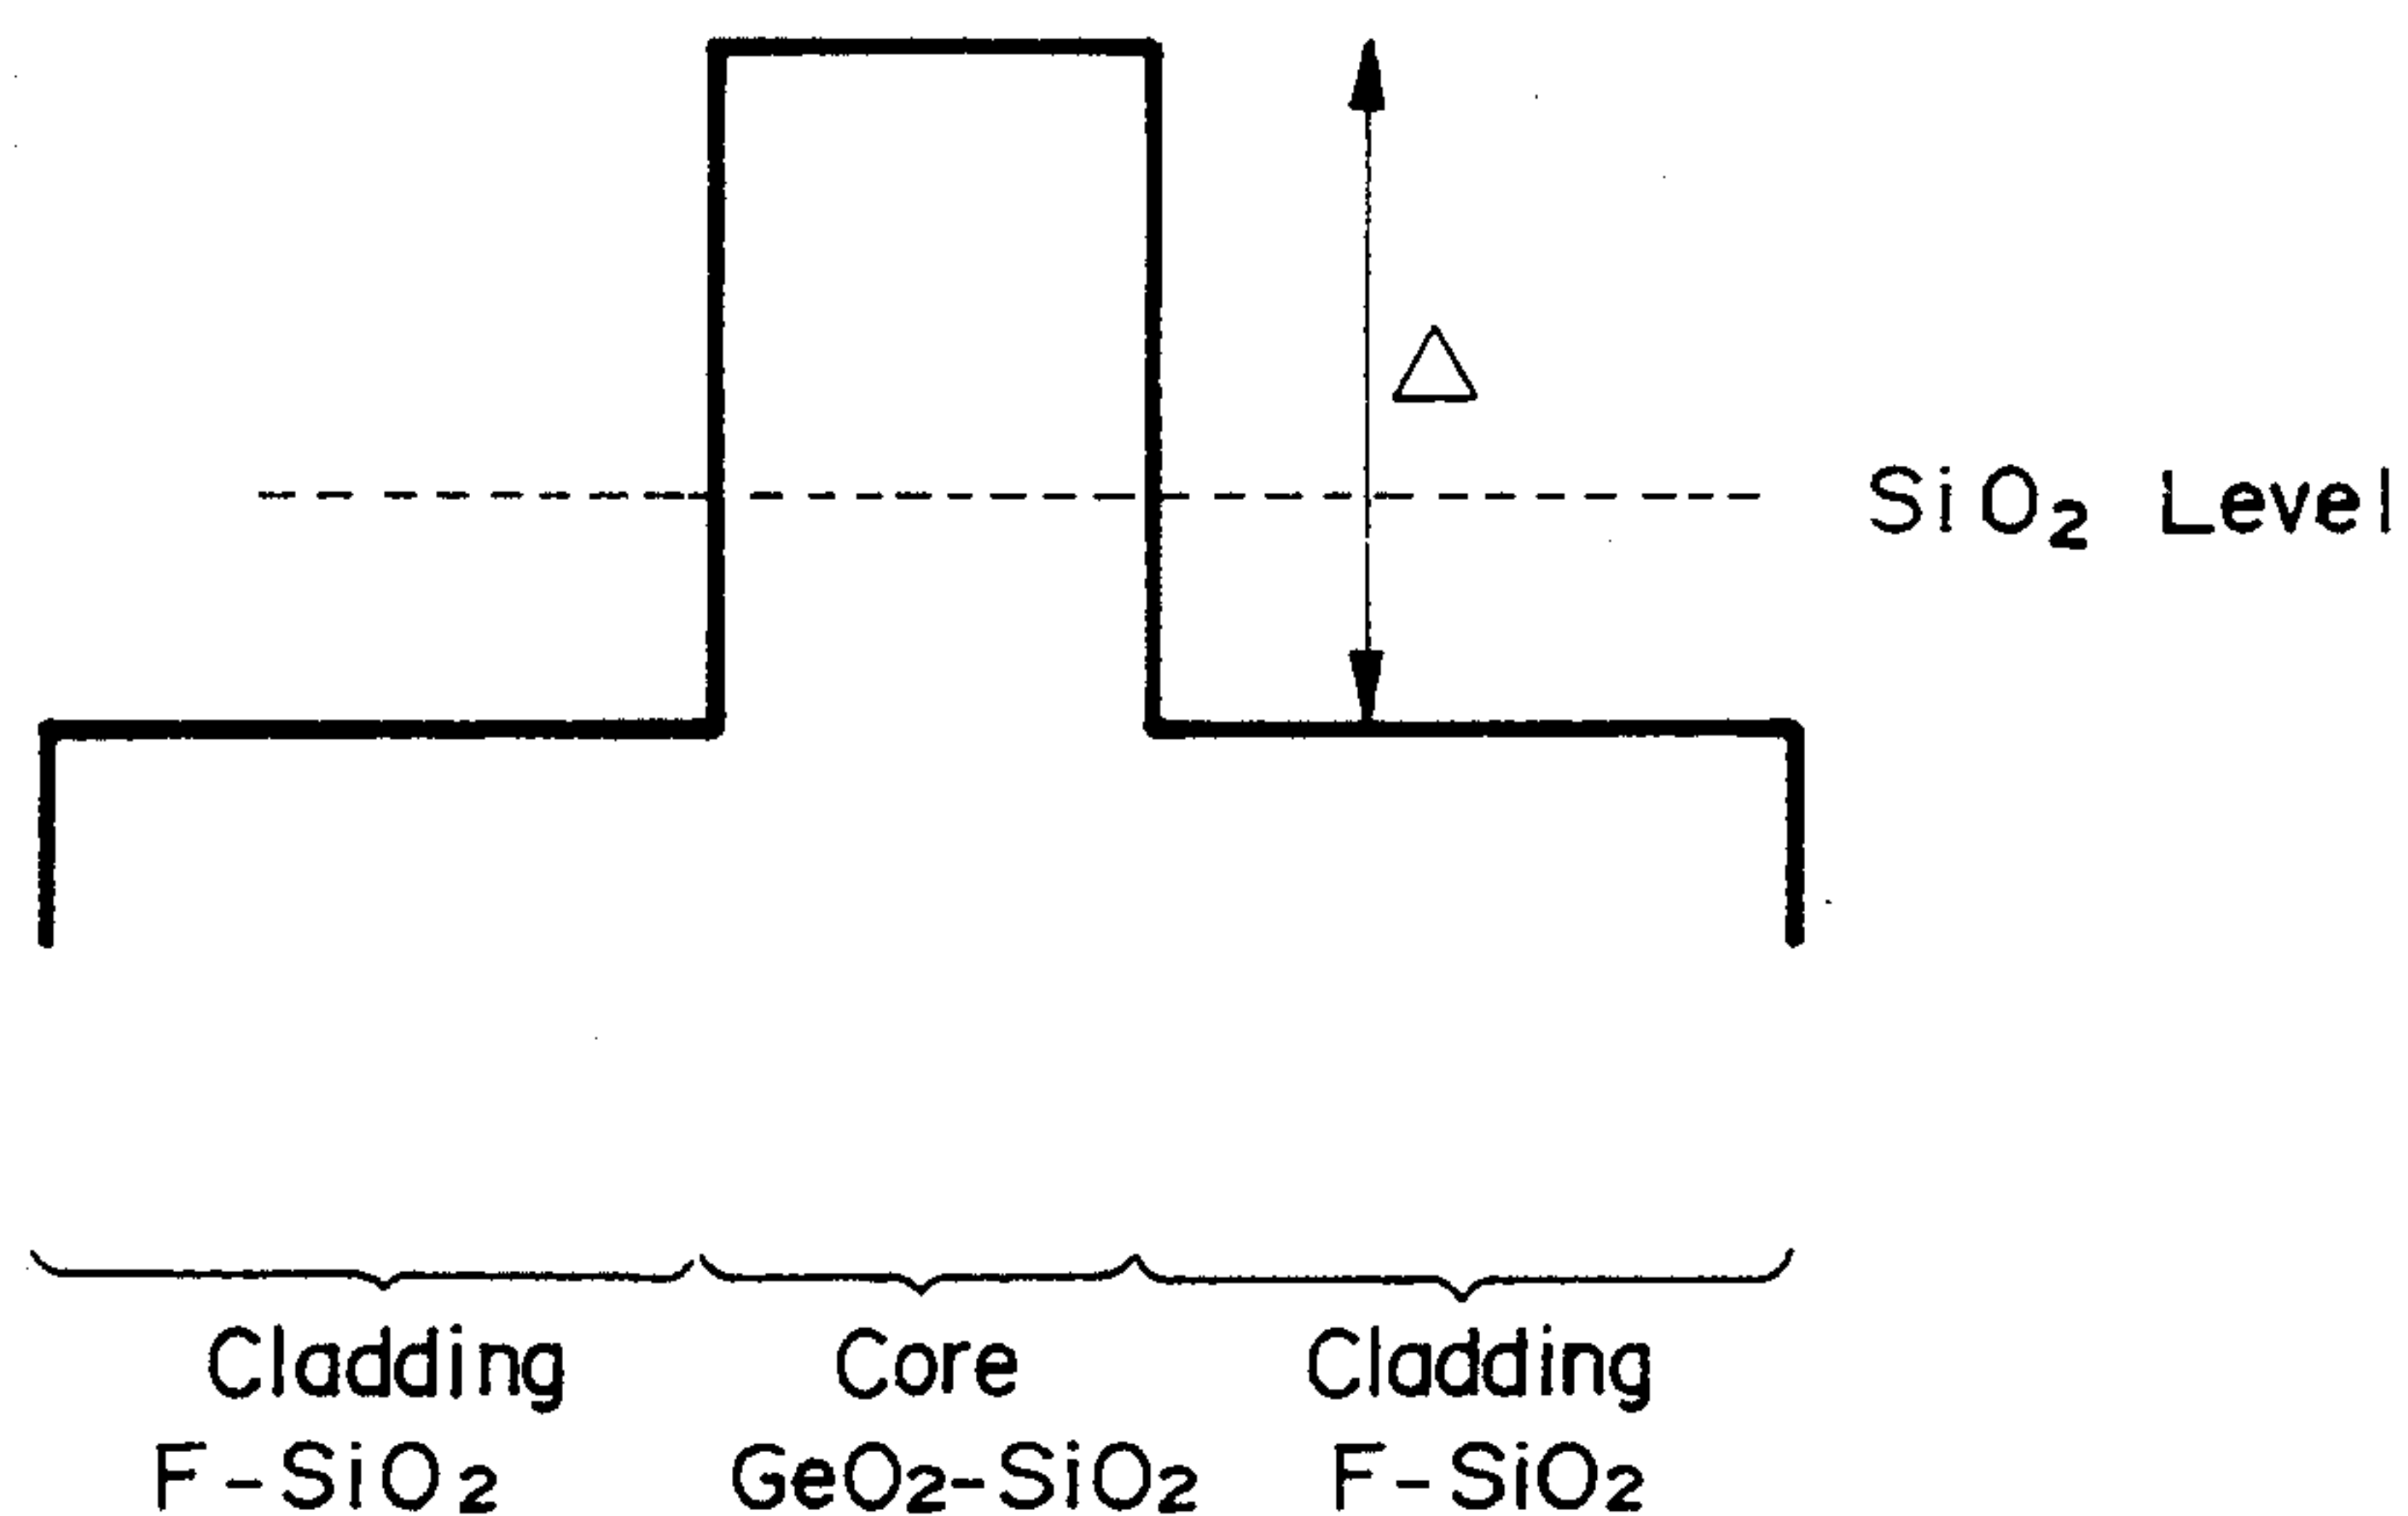 △
SiO₂ Level
Cladding Core Cladding
F-SiO₂ GeO₂-SiO₂ F-SiO₂